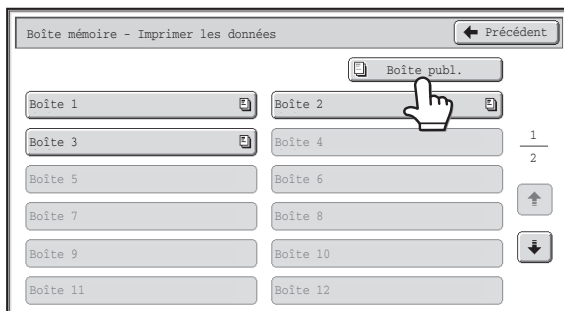 Boîte mémoire - Imprimer les données
Précédent
Boîte publ.
Boîte 1
Boîte 2
Boîte 3
Boîte 4
1
2
Boîte 5
Boîte 6
Boîte 7
Boîte 8
Boîte 9
Boîte 10
Boîte 11
Boîte 12